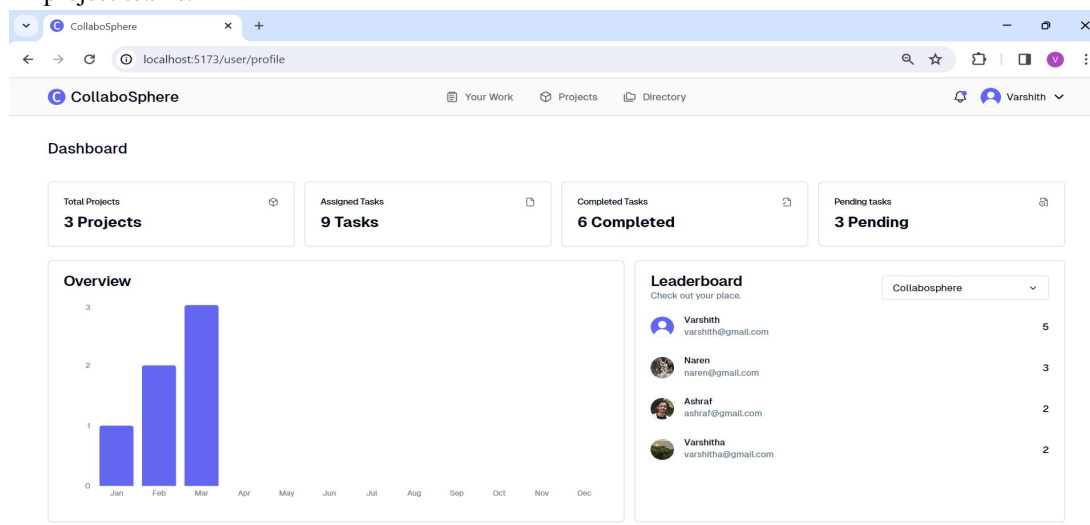 CollaboSphere
localhost:5173/user/profile
V
CollaboSphere
Your Work
Projects
Directory
Varshith
Dashboard
Total Projects
3 Projects
Assigned Tasks
9 Tasks
Completed Tasks
6 Completed
Pending tasks
3 Pending
Overview
3
2
1
0
Jan Feb Mar Apr May Jun Jul Aug Sep Oct Nov Dec
Leaderboard
Check out your place.
Collabosphere
Varshith
varshith@gmail.com
5
Naren
naren@gmail.com
3
Ashraf
ashraf@gmail.com
2
Varshitha
varshitha@gmail.com
2